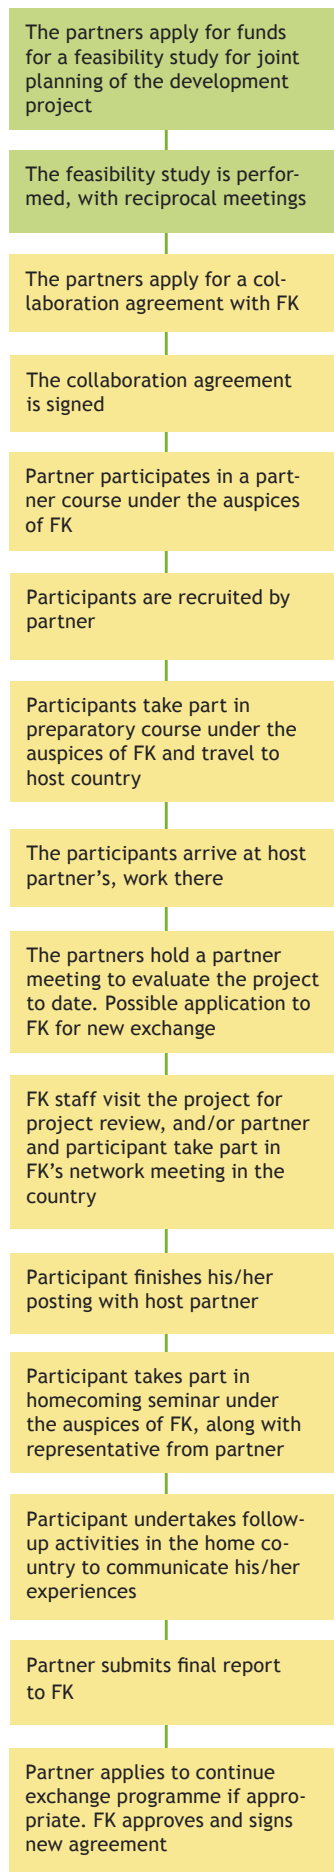 The partners apply for funds
for a feasibility study for joint
planning of the development
project
The feasibility study is perfor-
med, with reciprocal meetings
The partners apply for a col-
laboration agreement with FK
The collaboration agreement
is signed
Partner participates in a part-
ner course under the auspices
of FK
Participants are recruited by
partner
Participants take part in
preparatory course under the
auspices of FK and travel to
host country
The participants arrive at host
partner’s, work there
The partners hold a partner
meeting to evaluate the project
to date. Possible application to
FK for new exchange
FK staff visit the project for
project review, and/or partner
and participant take part in
FK’s network meeting in the
country
Participant finishes his/her
posting with host partner
Participant takes part in
homecoming seminar under
the auspices of FK, along with
representative from partner
Participant undertakes follow-
up activities in the home co-
untry to communicate his/her
experiences
Partner submits final report
to FK
Partner applies to continue
exchange programme if appro-
priate. FK approves and signs
new agreement